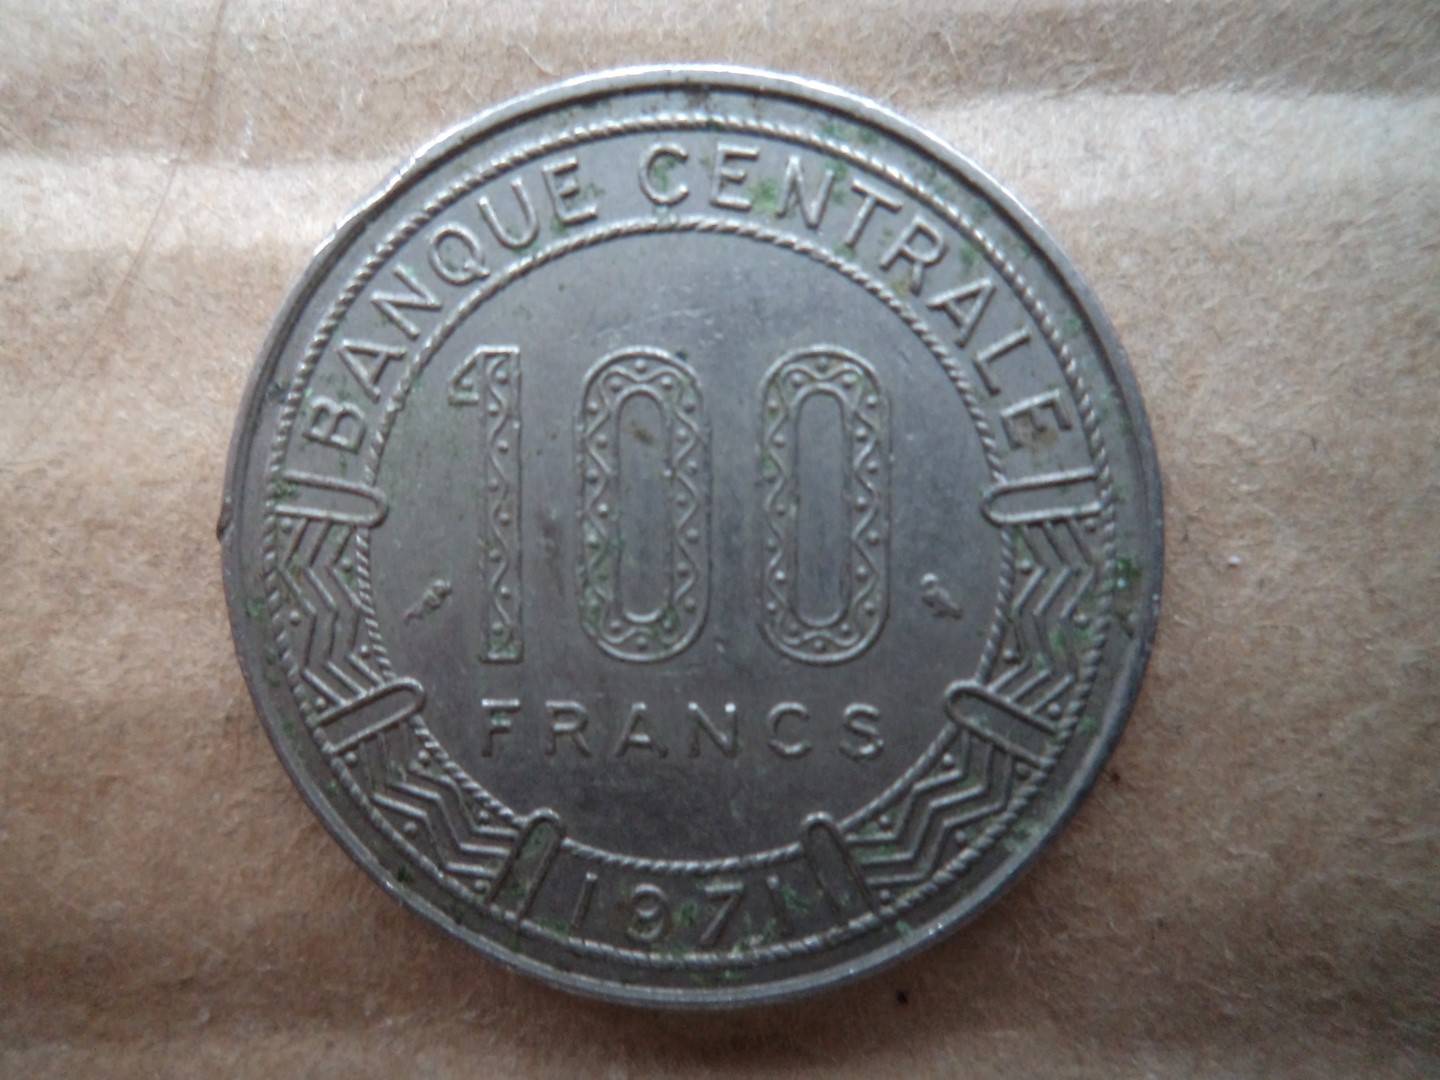 BANQUE CENTRALE
100
FRANCS
1971